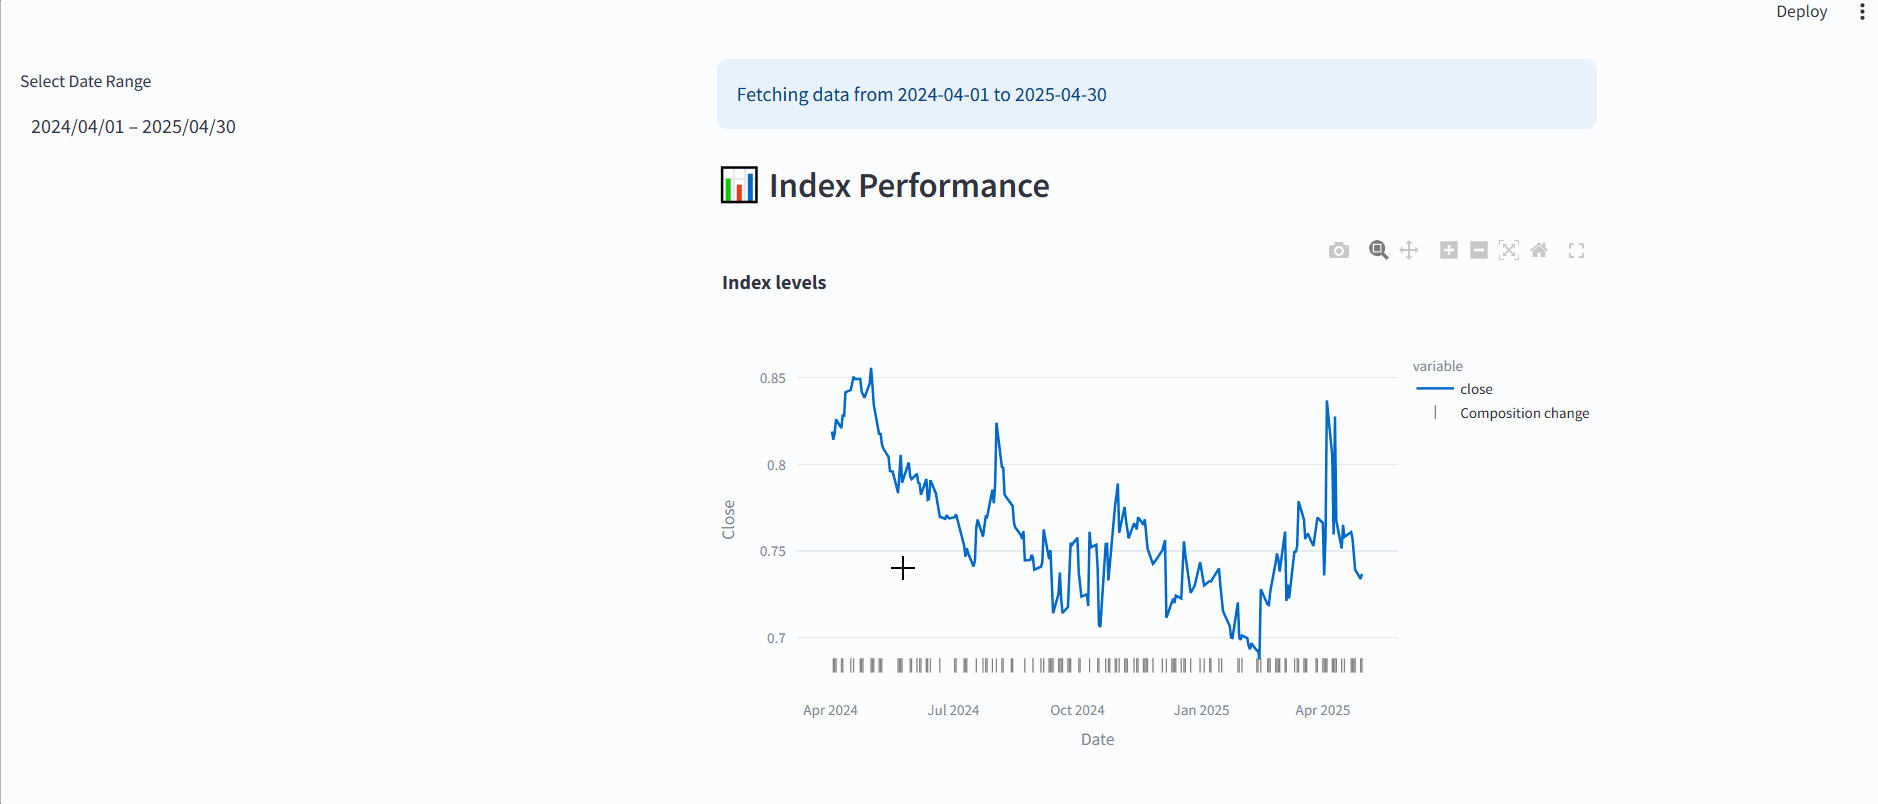 Deploy
Select Date Range
2024/04/01 – 2025/04/30
Fetching data from 2024-04-01 to 2025-04-30
Index Performance
Index levels
variable
close
Composition change
0.85
0.8
0.75
0.7
Close
Apr 2024
Jul 2024
Oct 2024
Jan 2025
Apr 2025
Date